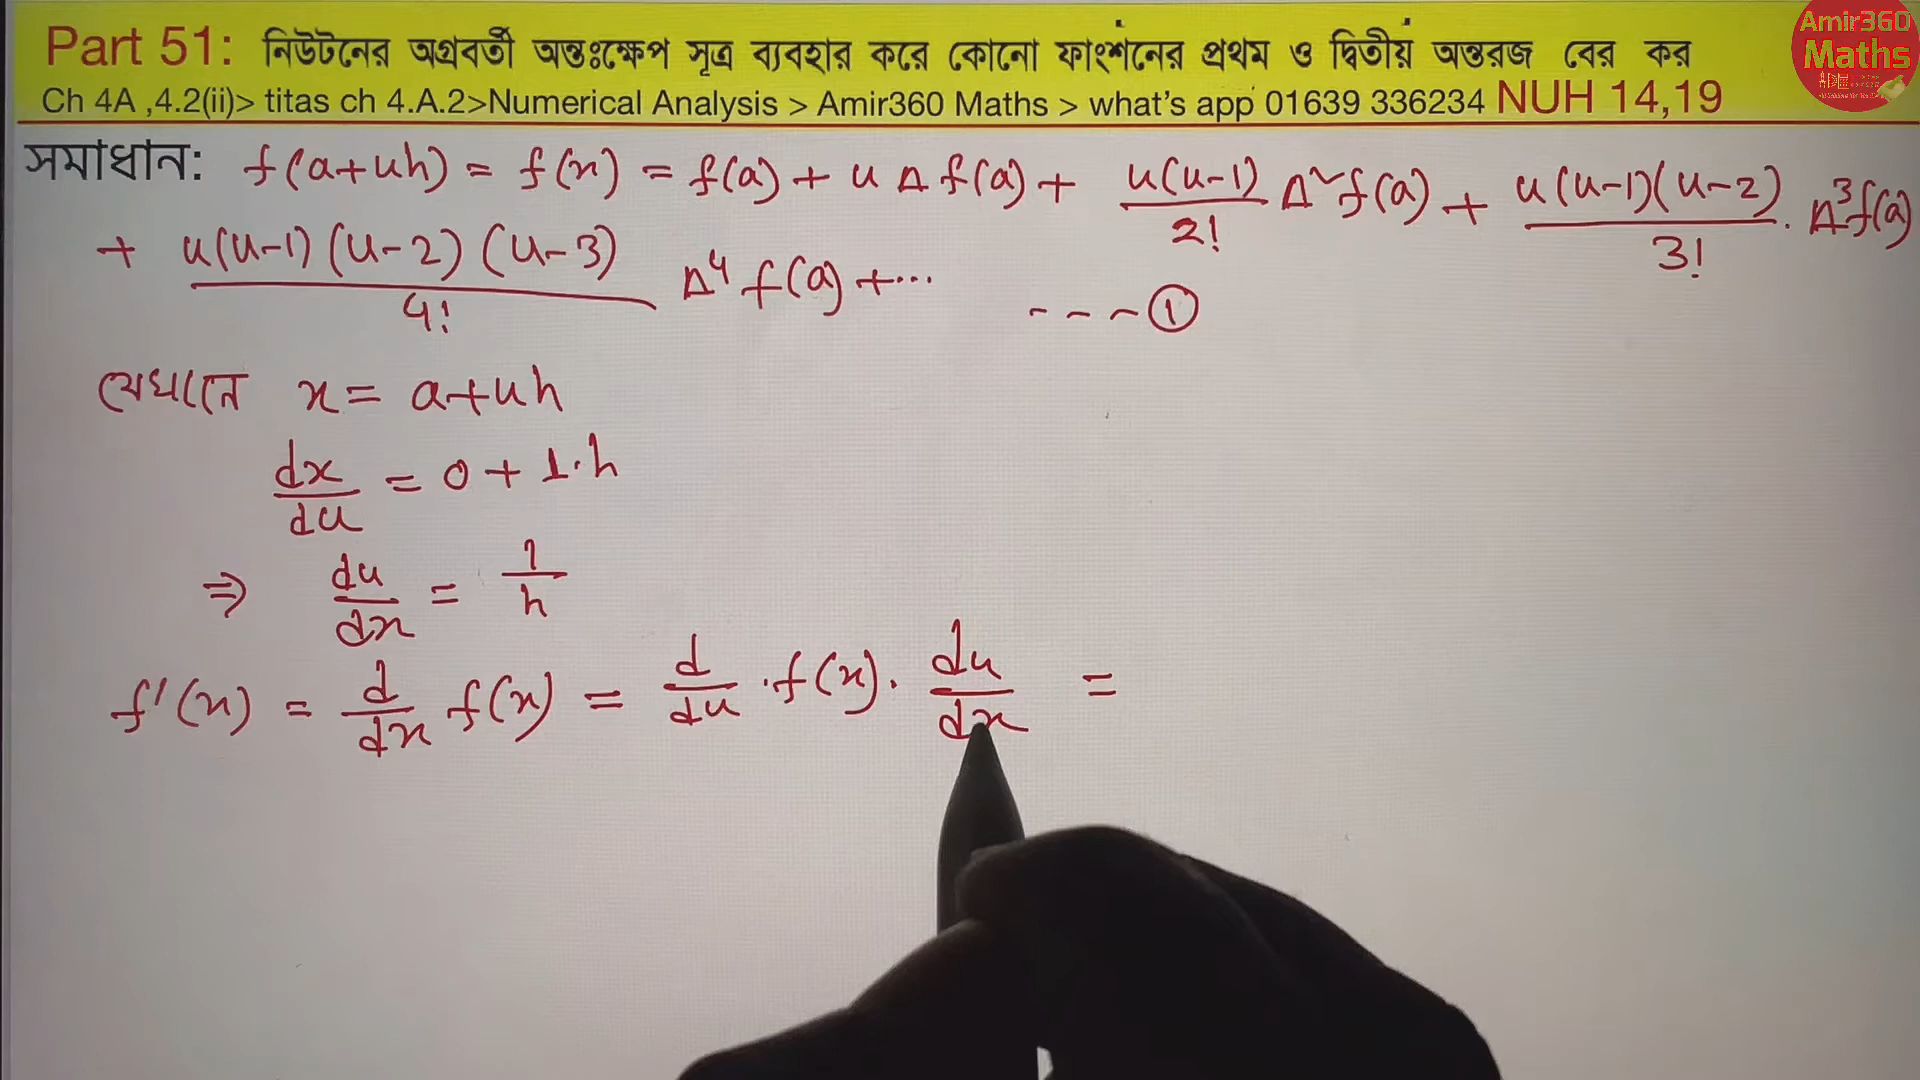 Part 51: নিউটনের অগ্রবর্তী অন্তঃক্ষেপ সূত্র ব্যবহার করে কোনো ফাংশনের প্রথম ও দ্বিতীয় অন্তরজ বের কর
Ch 4A ,4.2(ii)> titas ch 4.A.2>Numerical Analysis > Amir360 Maths > what's app 01639 336234 NUH 14,19
Amir360
Maths
সমাধান: f(a+uh) = f(x) = f(a) + u Δ f(a) + u(u-1)/2! Δ² f(a) + u(u-1)(u-2)/3! . Δ³f(a)
+ u(u-1)(u-2)(u-3)/4! Δ⁴ f(a) +... ---①
যেখানে x = a+uh
dx/du = 0 + 1.h
⇒ du/dx = 1/h
f'(x) = d/dx f(x) = d/du .f(x). du/dx =